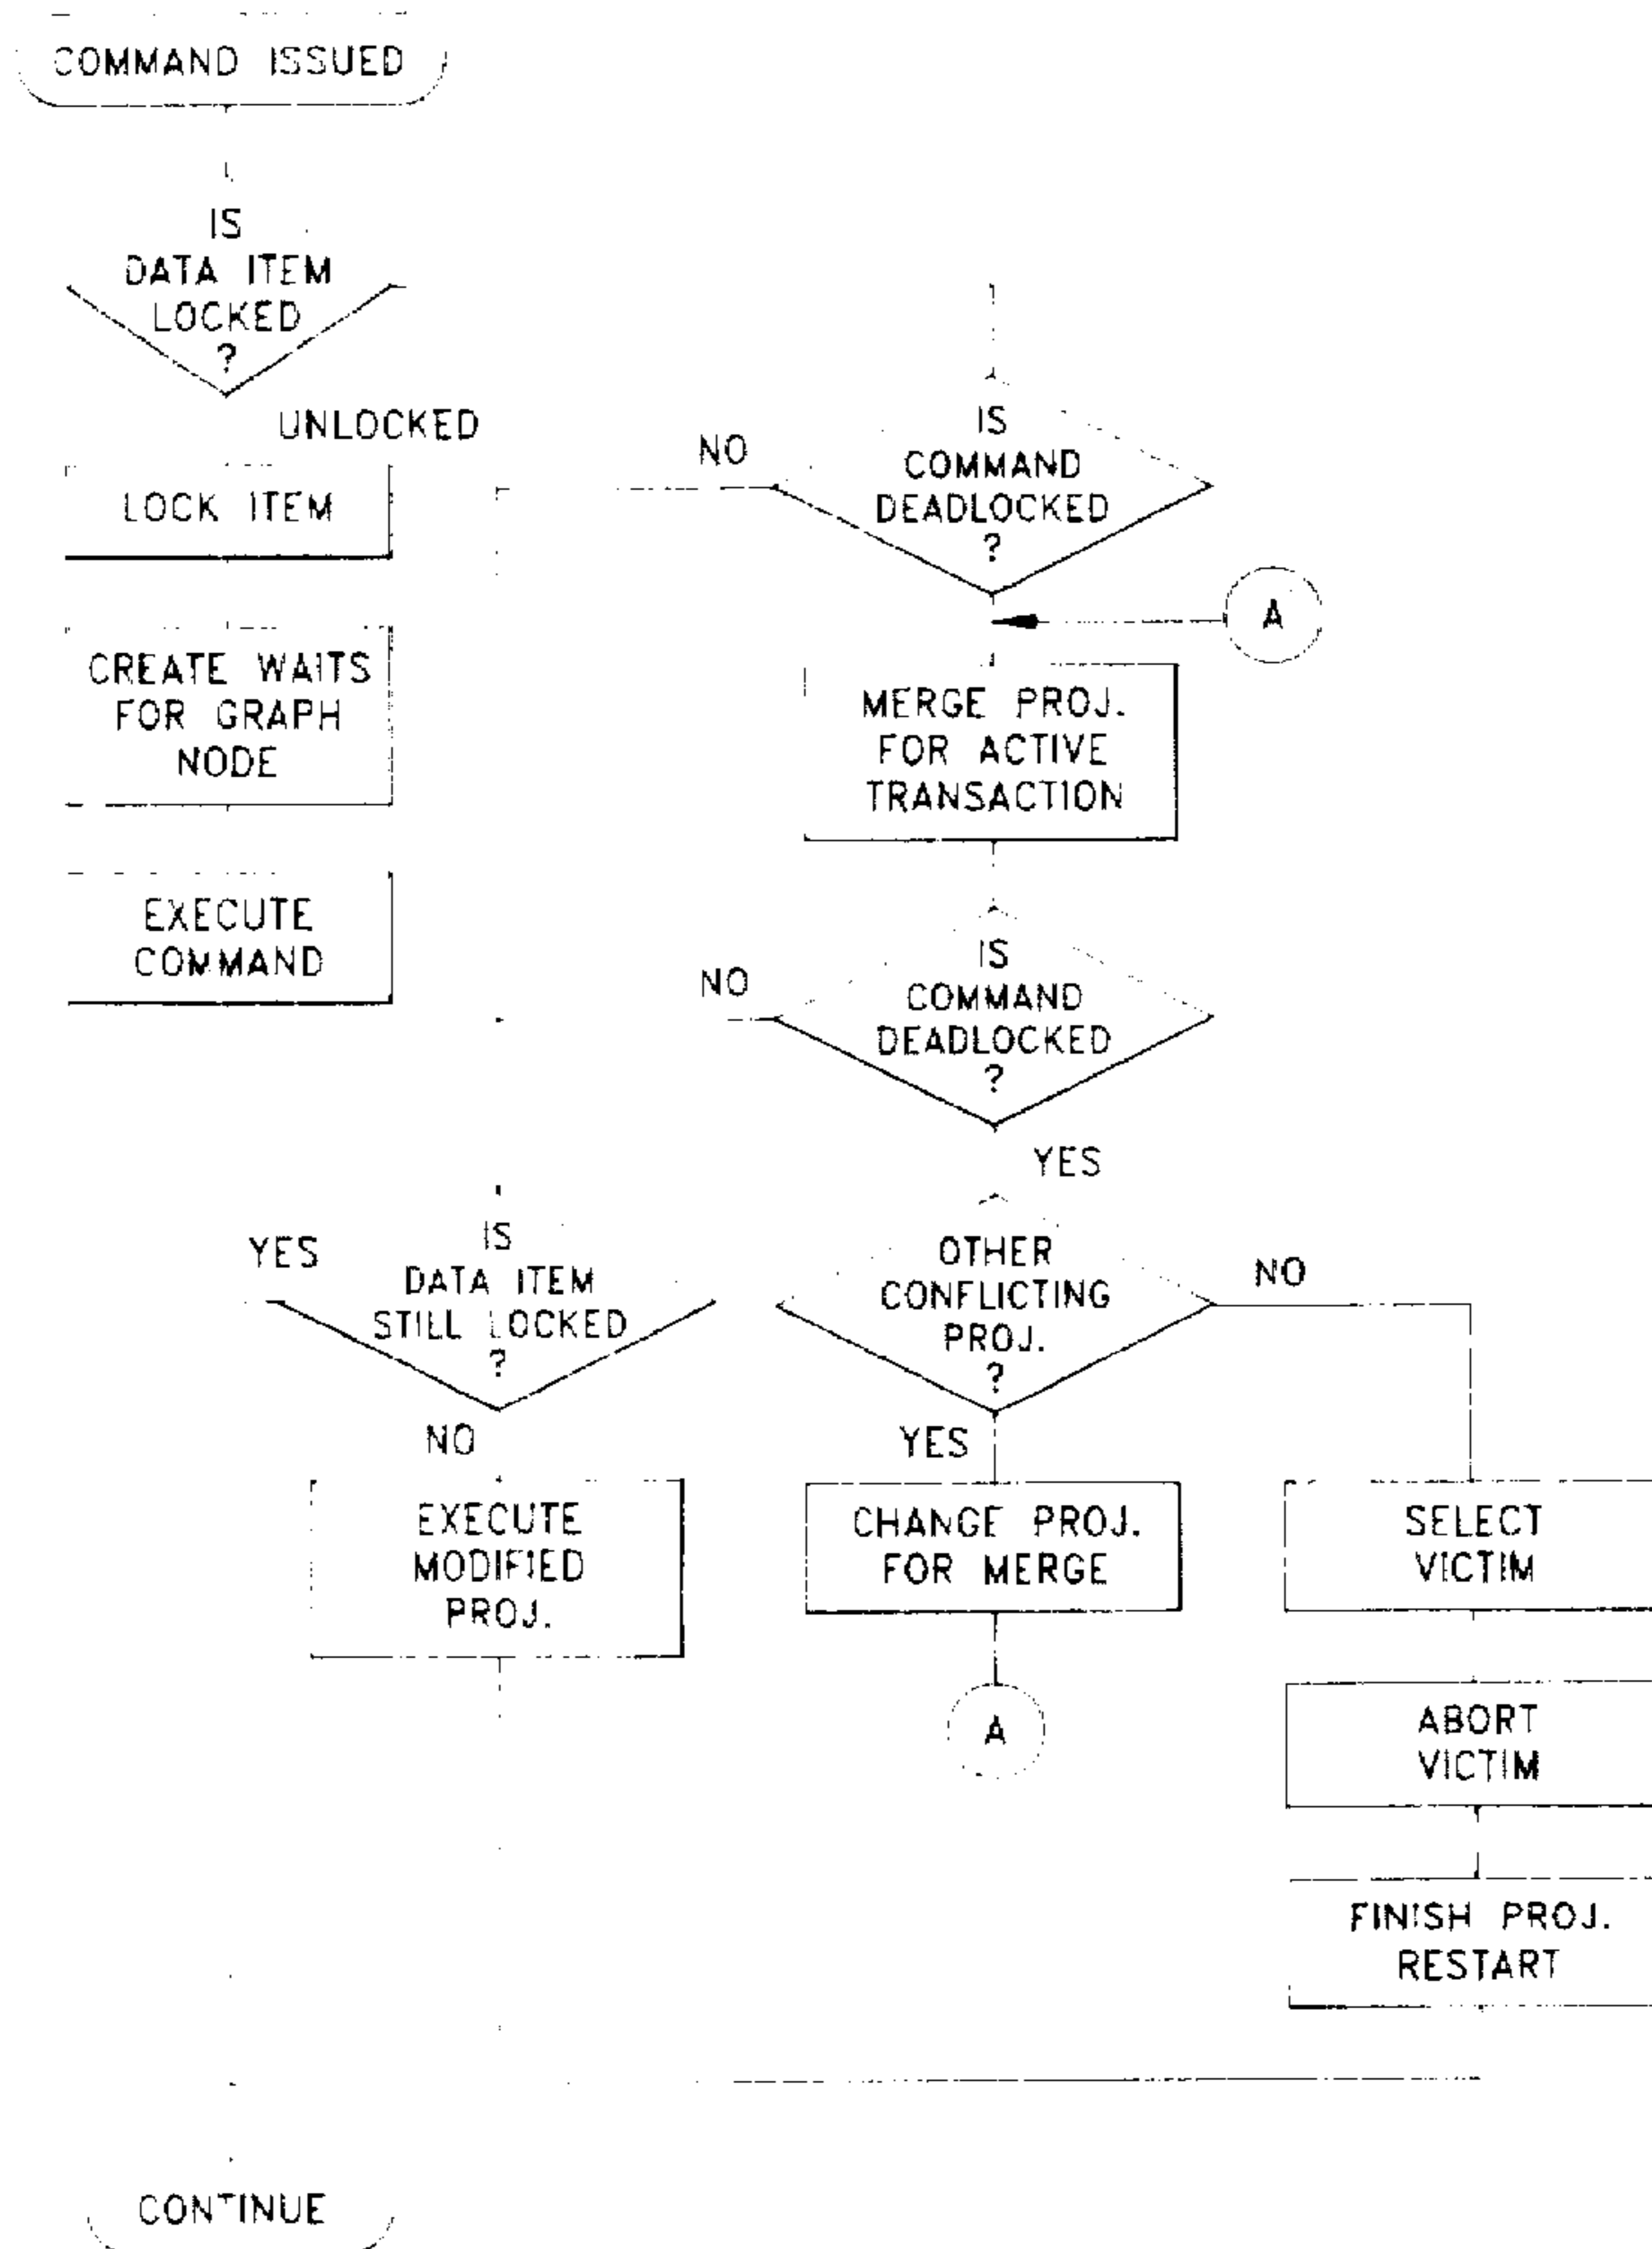 COMMAND ISSUED
IS
DATA ITEM
LOCKED
?
UNLOCKED
LOCK ITEM
CREATE WAITS
FOR GRAPH
NODE
EXECUTE
COMMAND
NO
IS
COMMAND
DEADLOCKED
?
A
MERGE PROJ.
FOR ACTIVE
TRANSACTION
NO
IS
COMMAND
DEADLOCKED
?
YES
YES
IS
DATA ITEM
STILL LOCKED
?
NO
EXECUTE
MODIFIED
PROJ.
OTHER
CONFLICTING
PROJ.
?
NO
YES
CHANGE PROJ.
FOR MERGE
A
SELECT
VICTIM
ABORT
VICTIM
FINISH PROJ.
RESTART
CONTINUE